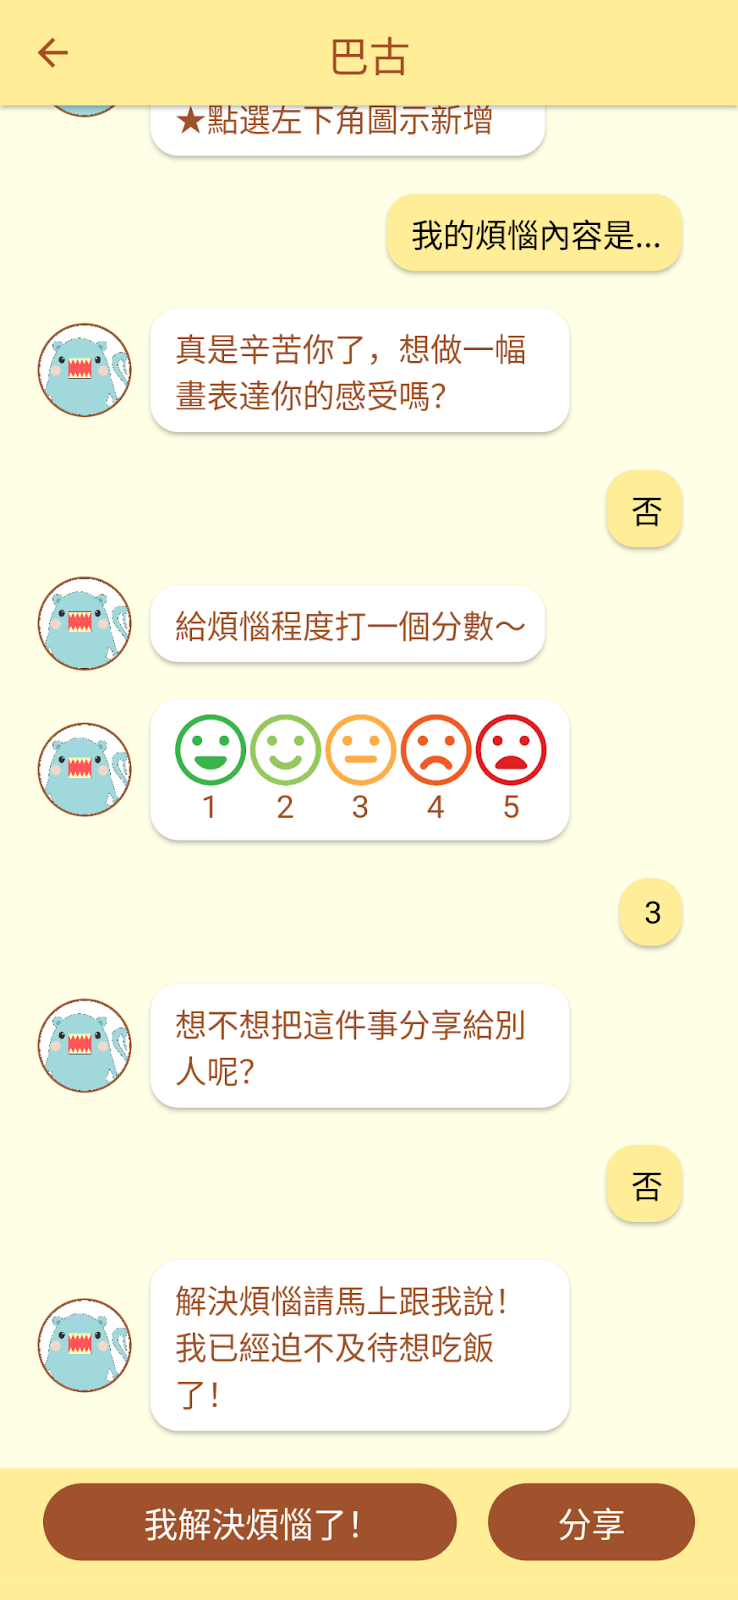 巴古
★點選左下角圖示新增
我的煩惱內容是...
真是辛苦你了，想做一幅
畫表達你的感受嗎？
否
給煩惱程度打一個分數～
1 2 3 4 5
3
想不想把這件事分享給別
人呢？
否
解決煩惱請馬上跟我說！
我已經迫不及待想吃飯
了！
我解決煩惱了！
分享